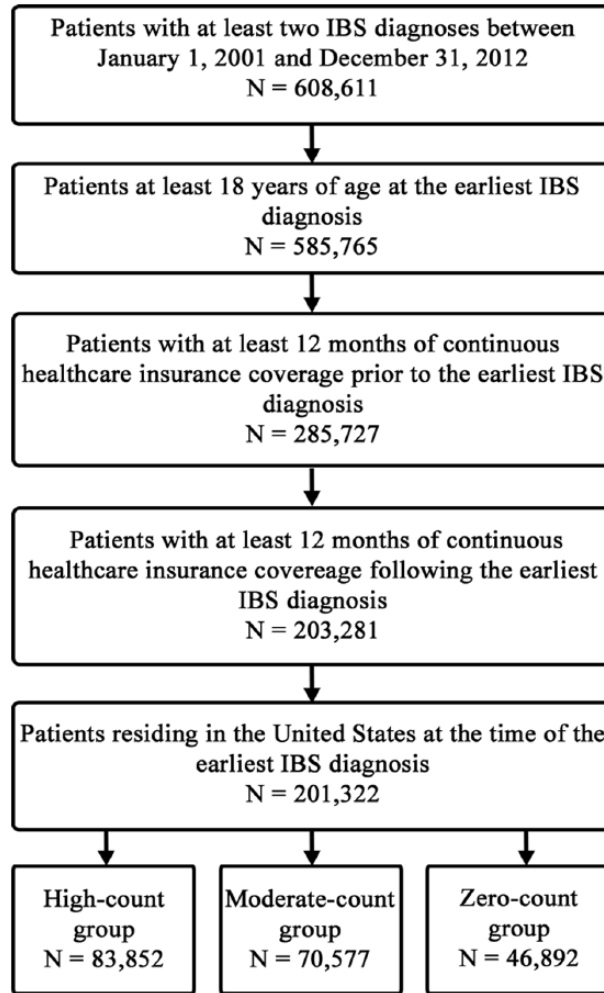 Patients with at least two IBS diagnoses between
January 1, 2001 and December 31, 2012
N = 608,611
Patients at least 18 years of age at the earliest IBS
diagnosis
N = 585,765
Patients with at least 12 months of continuous
healthcare insurance coverage prior to the earliest IBS
diagnosis
N = 285,727
Patients with at least 12 months of continuous
healthcare insurance covereage following the earliest
IBS diagnosis
N = 203,281
Patients residing in the United States at the time of the
earliest IBS diagnosis
N = 201,322
High-count
group
N = 83,852
Moderate-count
group
N = 70,577
Zero-count
group
N = 46,892